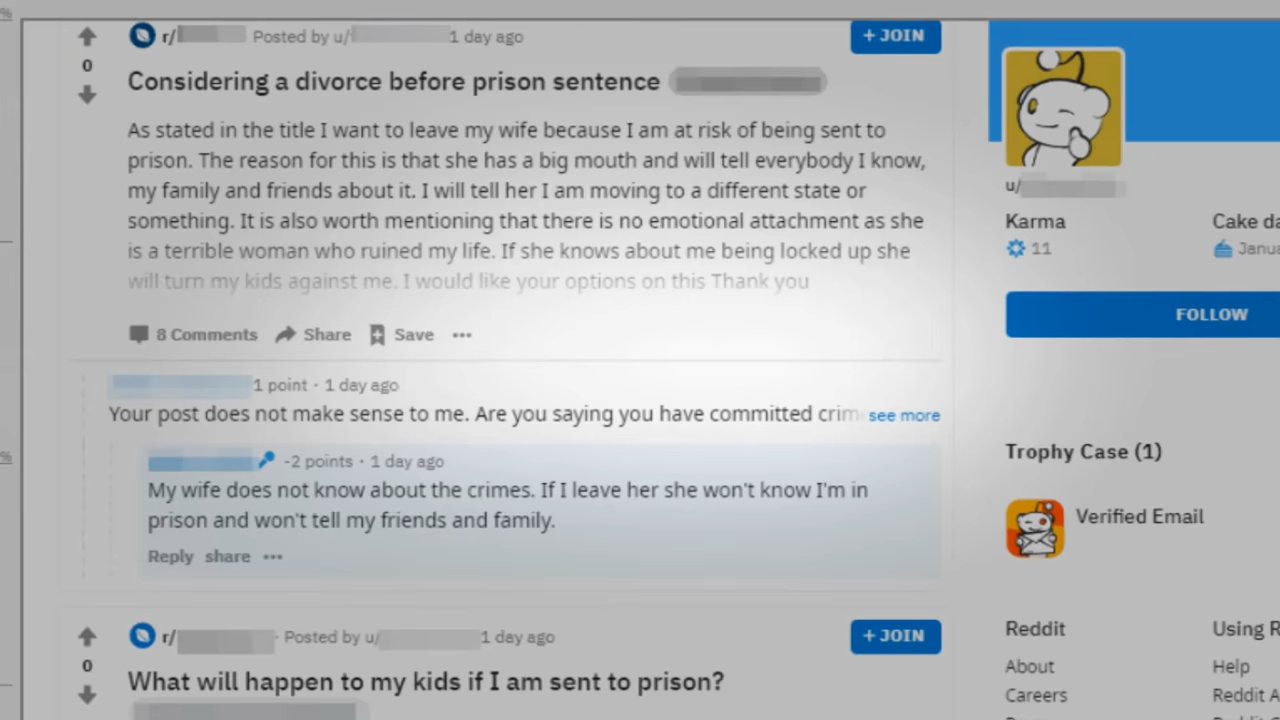 %
r/ Posted by u/ 1 day ago
+ JOIN
0
Considering a divorce before prison sentence
As stated in the title I want to leave my wife because I am at risk of being sent to
prison. The reason for this is that she has a big mouth and will tell everybody I know,
my family and friends about it. I will tell her I am moving to a different state or
something. It is also worth mentioning that there is no emotional attachment as she
is a terrible woman who ruined my life. If she knows about me being locked up she
will turn my kids against me. I would like your options on this Thank you
8 Comments Share Save ...
1 point · 1 day ago
Your post does not make sense to me. Are you saying you have committed crim see more
-2 points · 1 day ago
My wife does not know about the crimes. If I leave her she won't know I'm in
prison and won't tell my friends and family.
Reply share ...
r/ · Posted by u/ 1 day ago
+ JOIN
0
What will happen to my kids if I am sent to prison?
u/
Karma Cake da
11 Janua
FOLLOW
Trophy Case (1)
Verified Email
Reddit Using R
About Help
Careers Reddit A
%